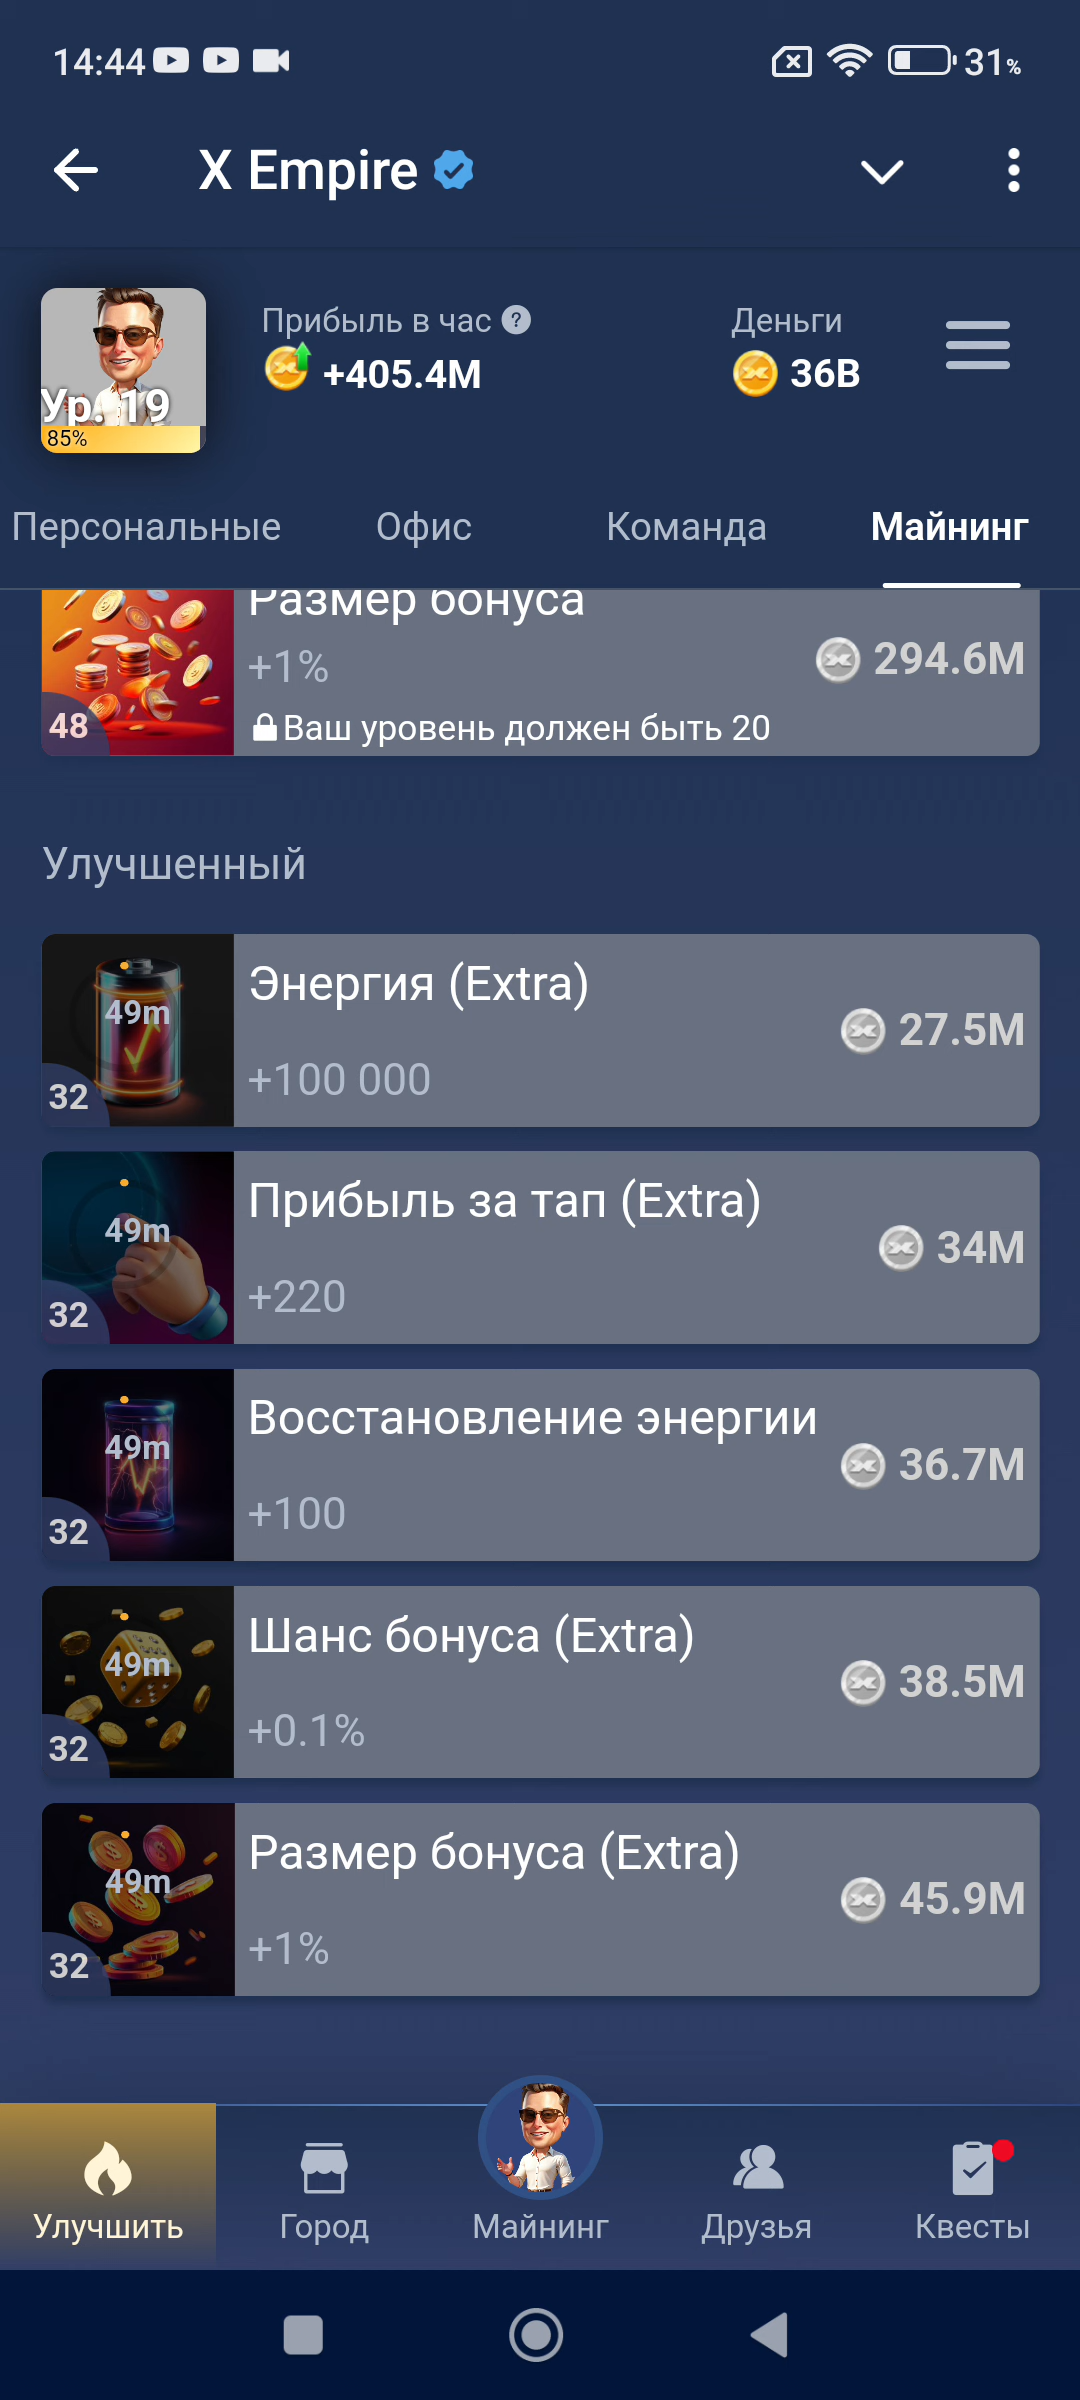 14:44
31%
X Empire
Прибыль в час ?
+405.4M
Деньги
36B
Ур. 19
85%
Персональные
Офис
Команда
Майнинг
Размер бонуса
+1%
294.6M
48
Ваш уровень должен быть 20
Улучшенный
49m
32
Энергия (Extra)
+100 000
27.5M
49m
32
Прибыль за тап (Extra)
+220
34M
49m
32
Восстановление энергии
+100
36.7M
49m
32
Шанс бонуса (Extra)
+0.1%
38.5M
49m
32
Размер бонуса (Extra)
+1%
45.9M
Улучшить
Город
Майнинг
Друзья
Квесты